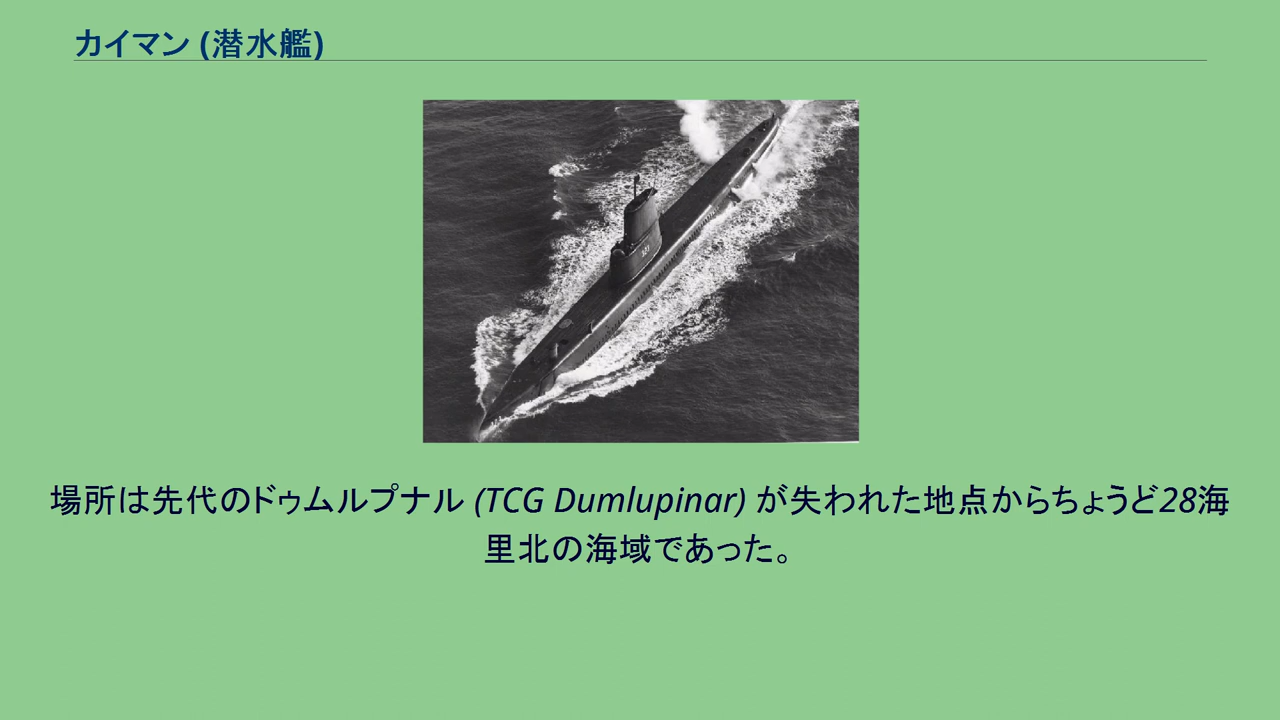 カイマン (潜水艦)
場所は先代のドゥムルプナル (TCG Dumlupinar) が失われた地点からちょうど28海
里北の海域であった。